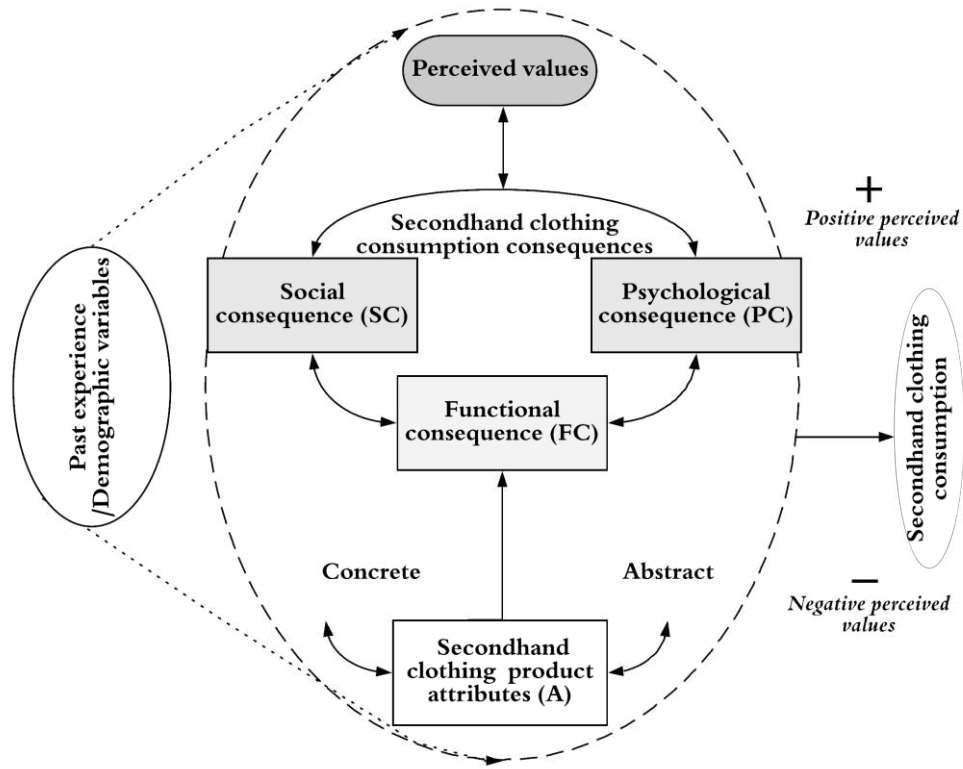 Perceived values
Secondhand clothing
consumption consequences
+
Positive perceived
values
Social
consequence (SC)
Psychological
consequence (PC)
Past experience
/Demographic variables
Functional
consequence (FC)
Secondhand clothing
consumption
Concrete
Abstract
−
Negative perceived
values
Secondhand
clothing product
attributes (A)